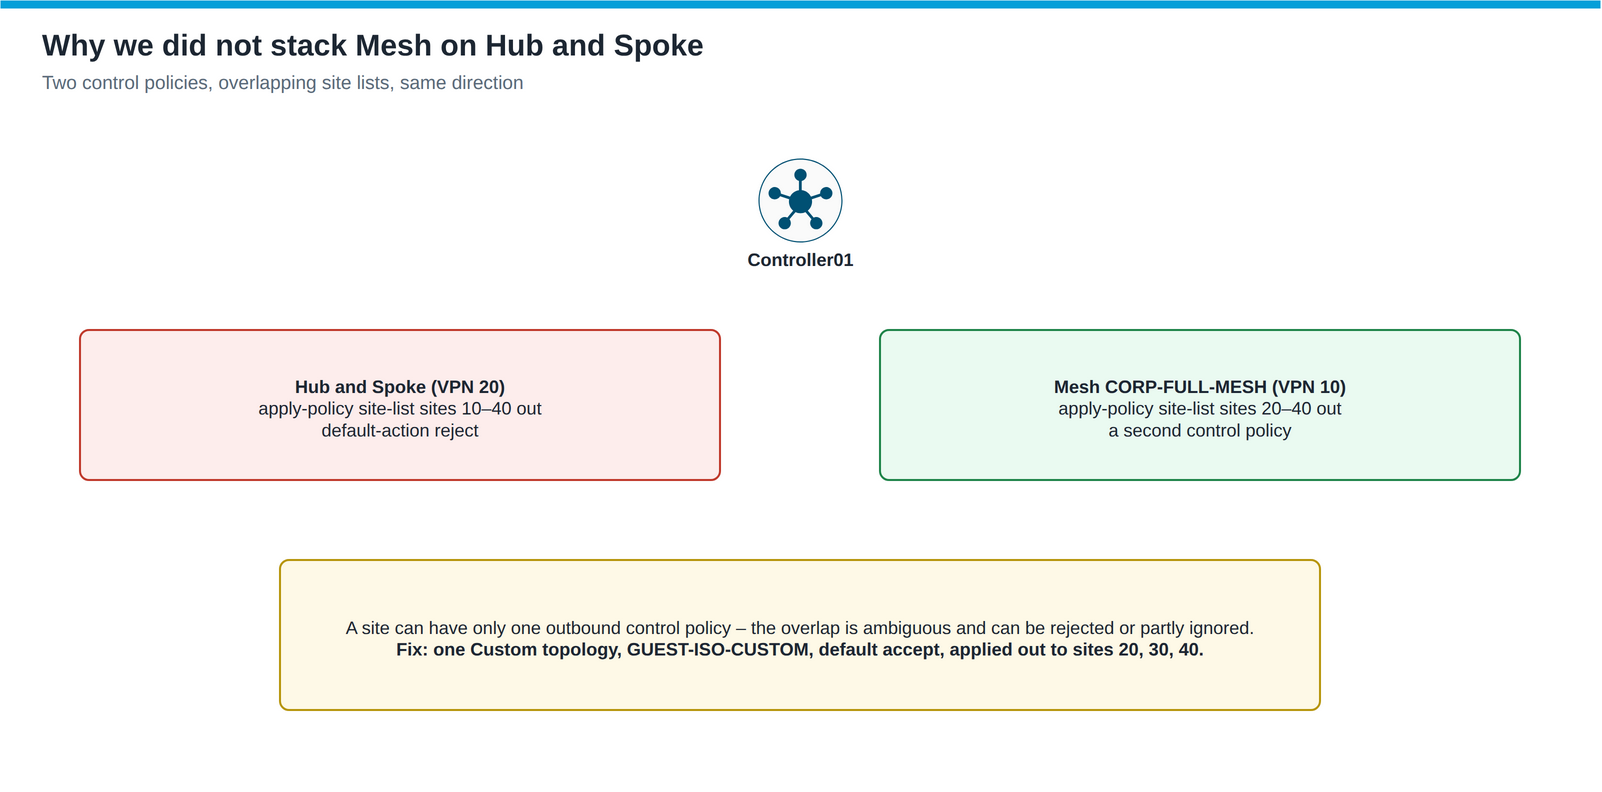 Why we did not stack Mesh on Hub and Spoke
Two control policies, overlapping site lists, same direction
Controller01
Hub and Spoke (VPN 20)
apply-policy site-list sites 10–40 out
default-action reject
Mesh CORP-FULL-MESH (VPN 10)
apply-policy site-list sites 20–40 out
a second control policy
A site can have only one outbound control policy – the overlap is ambiguous and can be rejected or partly ignored.
Fix: one Custom topology, GUEST-ISO-CUSTOM, default accept, applied out to sites 20, 30, 40.